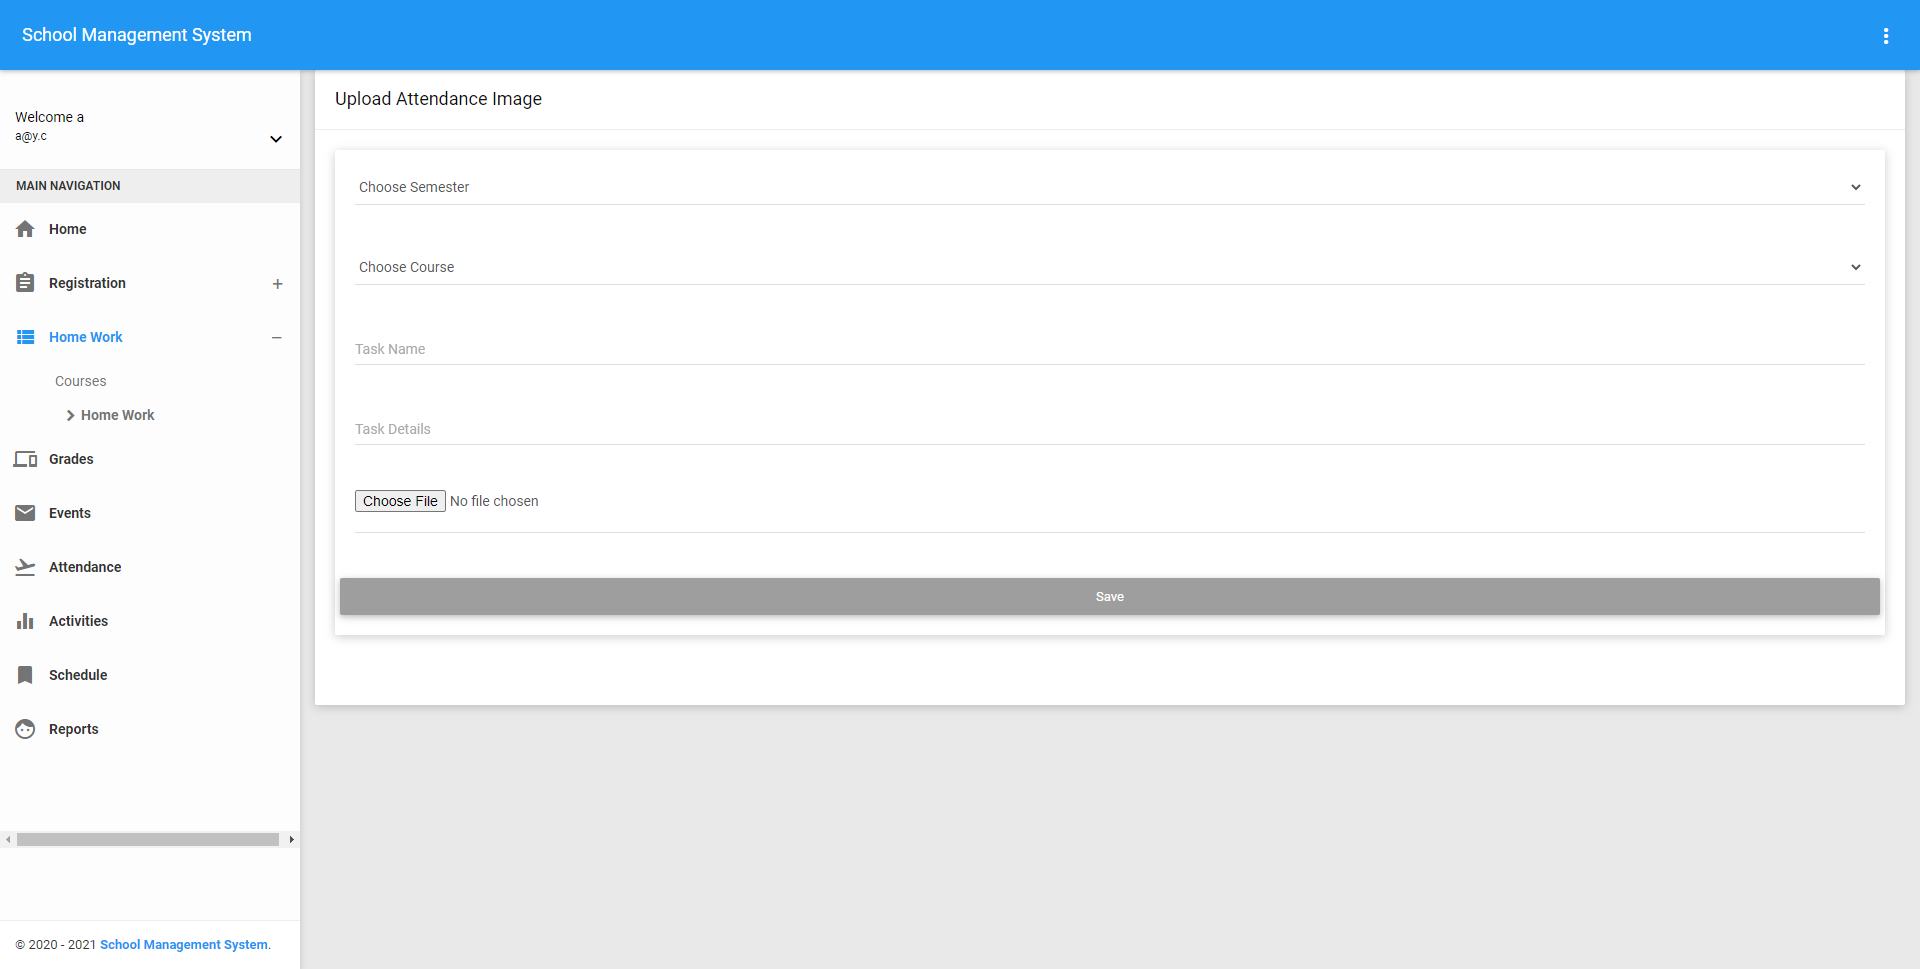 School Management System
Welcome a
a@y.c
MAIN NAVIGATION
Home
Registration
Home Work
Courses
Home Work
Grades
Events
Attendance
Activities
Schedule
Reports
© 2020 - 2021 School Management System.
Upload Attendance Image
Choose Semester
Choose Course
Task Name
Task Details
Choose File No file chosen
Save